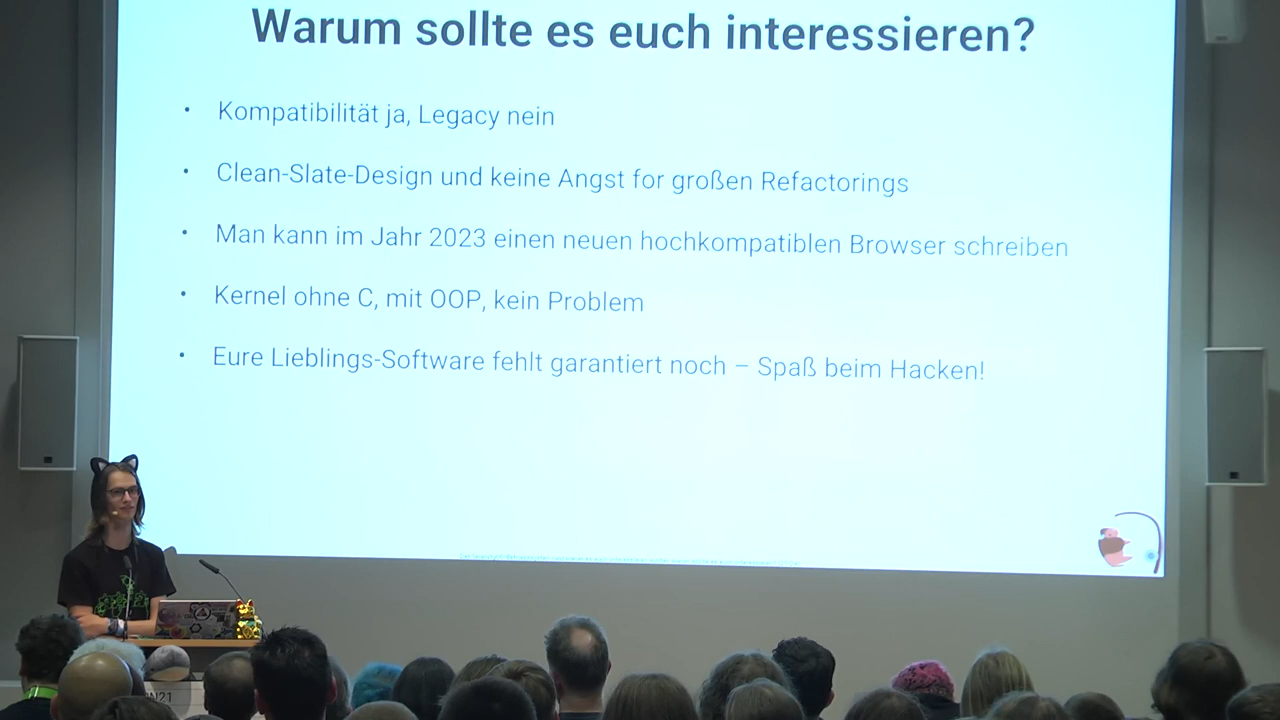 Warum sollte es euch interessieren?
• Kompatibilität ja, Legacy nein
• Clean-Slate-Design und keine Angst for großen Refactorings
• Man kann im Jahr 2023 einen neuen hochkompatiblen Browser schreiben
• Kernel ohne C, mit OOP, kein Problem
• Eure Lieblings-Software fehlt garantiert noch – Spaß beim Hacken!